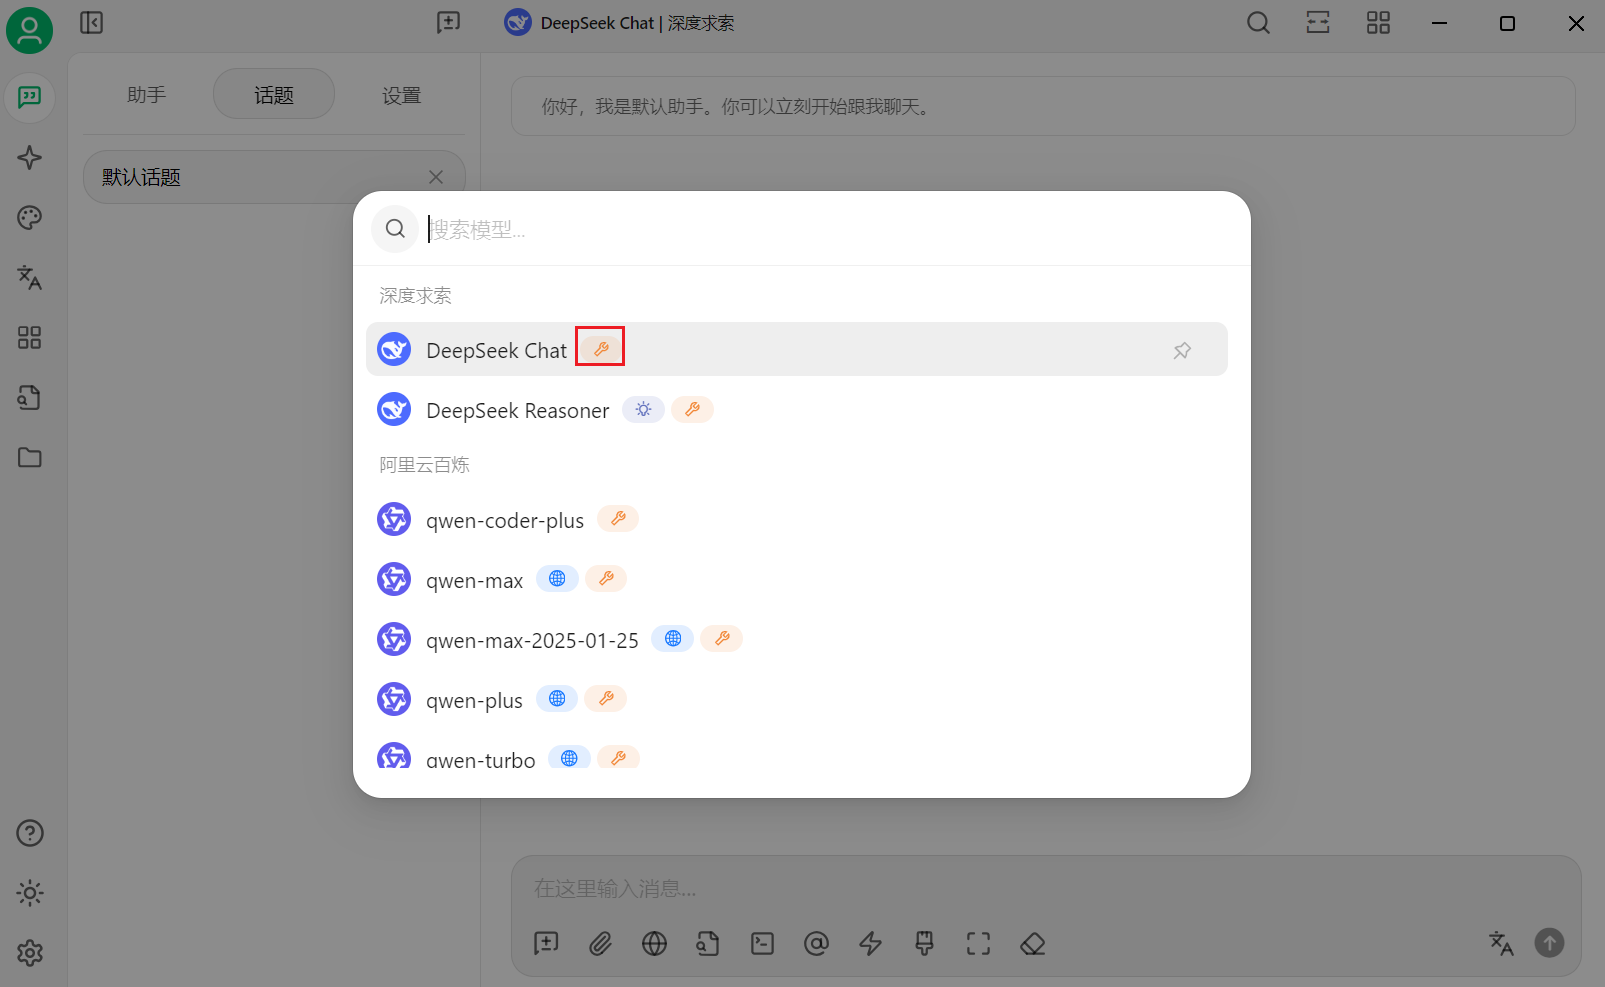 DeepSeek Chat | 深度求索
助手
话题
设置
你好，我是默认助手。你可以立刻开始跟我聊天。
默认话题
搜索模型...
深度求索
DeepSeek Chat
DeepSeek Reasoner
阿里云百炼
qwen-coder-plus
qwen-max
qwen-max-2025-01-25
qwen-plus
qwen-turbo
在这里输入消息...